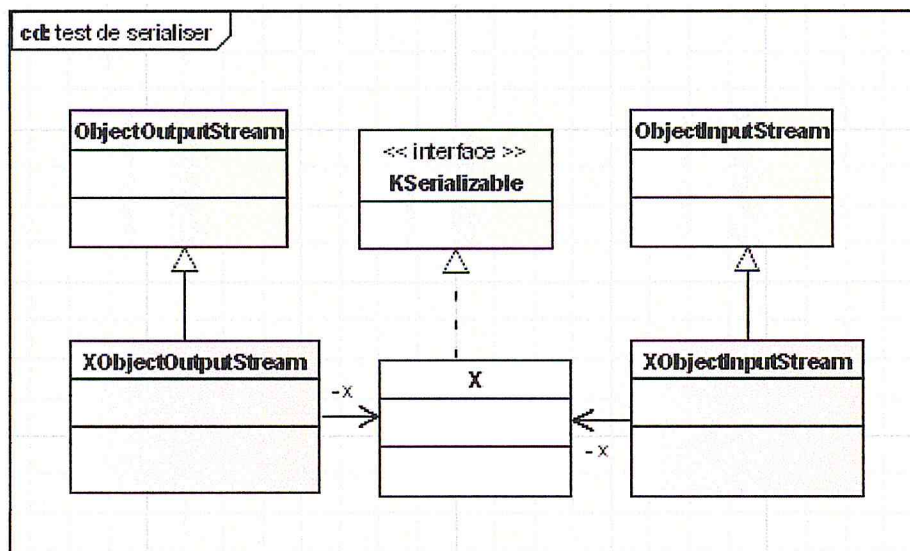 cd: test de serialiser
ObjectOutputStream
<< interface >>
KSerializable
ObjectInputStream
XObjectOutputStream
-x
X
-x
XObjectInputStream